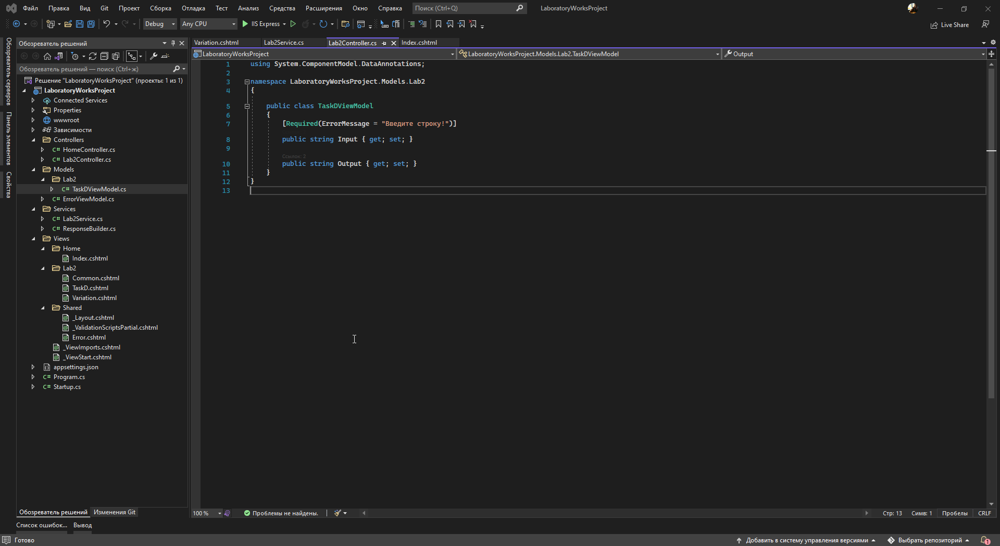 Файл Правка Вид Git Проект Сборка Отладка Тест Анализ Средства Расширения Окно Справка Поиск (Ctrl+Q) LaboratoryWorksProject
Debug Any CPU IIS Express Live Share
Обозреватель серверов
Панель элементов
Свойства
Обозреватель решений
Обозреватель решений — поиск (Ctrl+ж)
Решение "LaboratoryWorksProject" (проекты: 1 из 1)
LaboratoryWorksProject
Connected Services
Properties
wwwroot
Зависимости
Controllers
C# HomeController.cs
C# Lab2Controller.cs
Models
Lab2
C# TaskDViewModel.cs
C# ErrorViewModel.cs
Services
C# Lab2Service.cs
C# ResponseBuilder.cs
Views
Home
Index.cshtml
Lab2
Common.cshtml
TaskD.cshtml
Variation.cshtml
Shared
_Layout.cshtml
_ValidationScriptsPartial.cshtml
Error.cshtml
_ViewImports.cshtml
_ViewStart.cshtml
appsettings.json
C# Program.cs
C# Startup.cs
Обозреватель решений Изменения Git
Variation.cshtml Lab2Service.cs Lab2Controller.cs Index.cshtml
LaboratoryWorksProject LaboratoryWorksProject.Models.Lab2.TaskDViewModel Output
1 using System.ComponentModel.DataAnnotations;
2
3 namespace LaboratoryWorksProject.Models.Lab2
4 {
5 public class TaskDViewModel
6 {
7 [Required(ErrorMessage = "Введите строку!")]
8 public string Input { get; set; }
9
Ссылок: 2
10 public string Output { get; set; }
11 }
12 }
13
100 % Проблемы не найдены. Стр: 13 Симв: 1 Пробелы CRLF
Список ошибок... Вывод
Готово Добавить в систему управления версиями Выбрать репозиторий 1